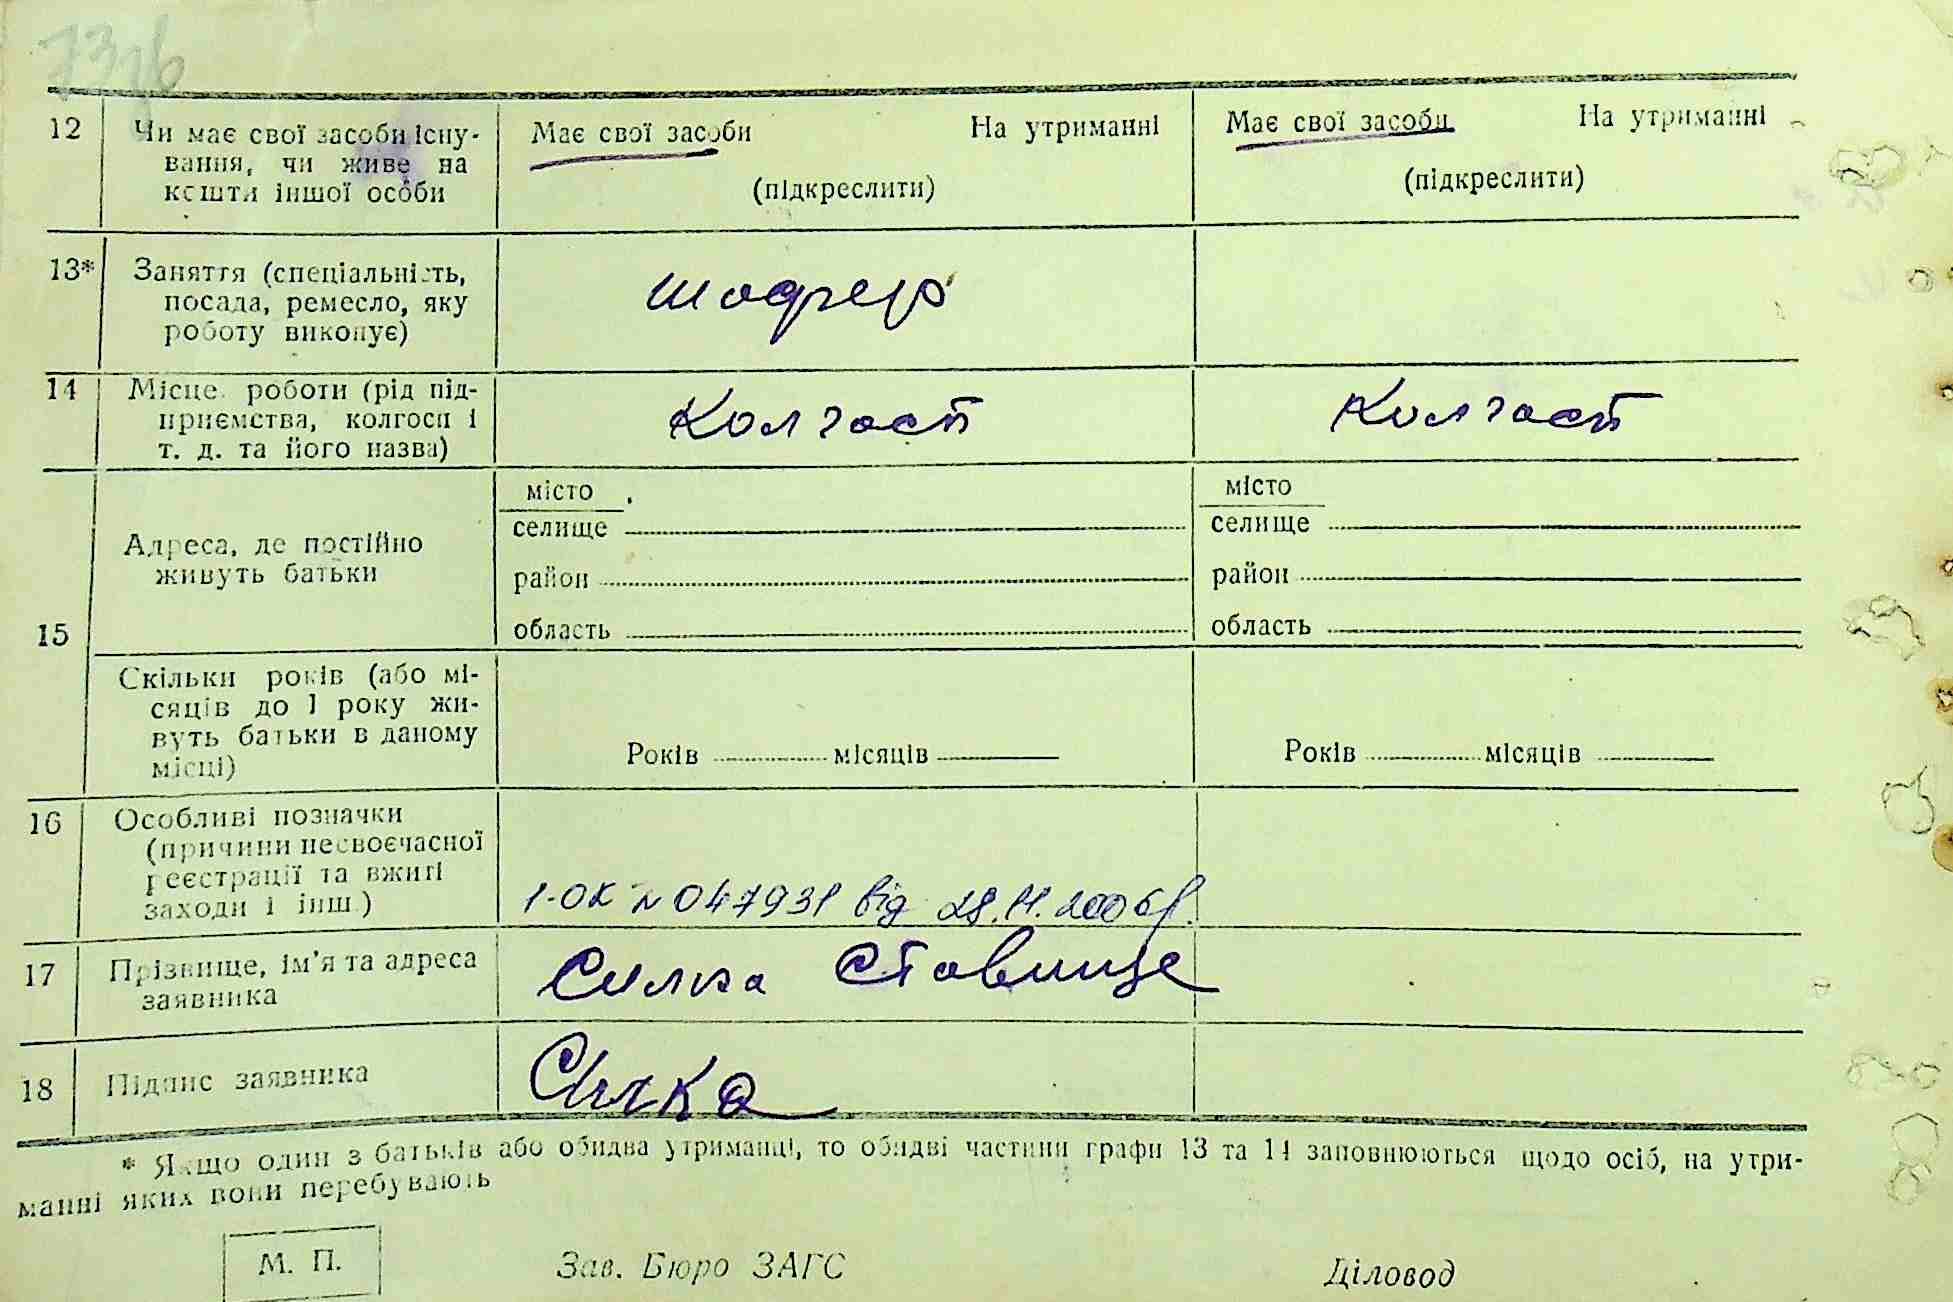 12 Чи має свої засоби існу-
вання, чи живе на
кошти іншої особи
Має свої засоби На утриманні
(підкреслити)
Має свої засоби На утриманні
(підкреслити)
13* Заняття (спеціальність,
посада, ремесло, яку
роботу виконує)
шофер
14 Місце роботи (рід під-
приємства, колгосп і
т. д. та його назва)
Колгосп
Колгосп
15
Адреса, де постійно
живуть батьки
місто
селище
район
область
місто
селище
район
область
Скільки років (або мі-
сяців до 1 року жи-
вуть батьки в даному
місці)
Років місяців
Років місяців
16 Особливі позначки
(причини несвоєчасної
реєстрації та вжиті
заходи і інш.)
047931 від 28.11.2006р.
17 Прізвище, ім'я та адреса
заявника
Силка Ставище
18 Підпис заявника
Силка
* Якщо один з батьків або обидва утриманці, то обидві частини графи 13 та 14 заповнюються щодо осіб, на утри-
манні яких вони перебувають
М. П.
Зав. Бюро ЗАГС
Діловод